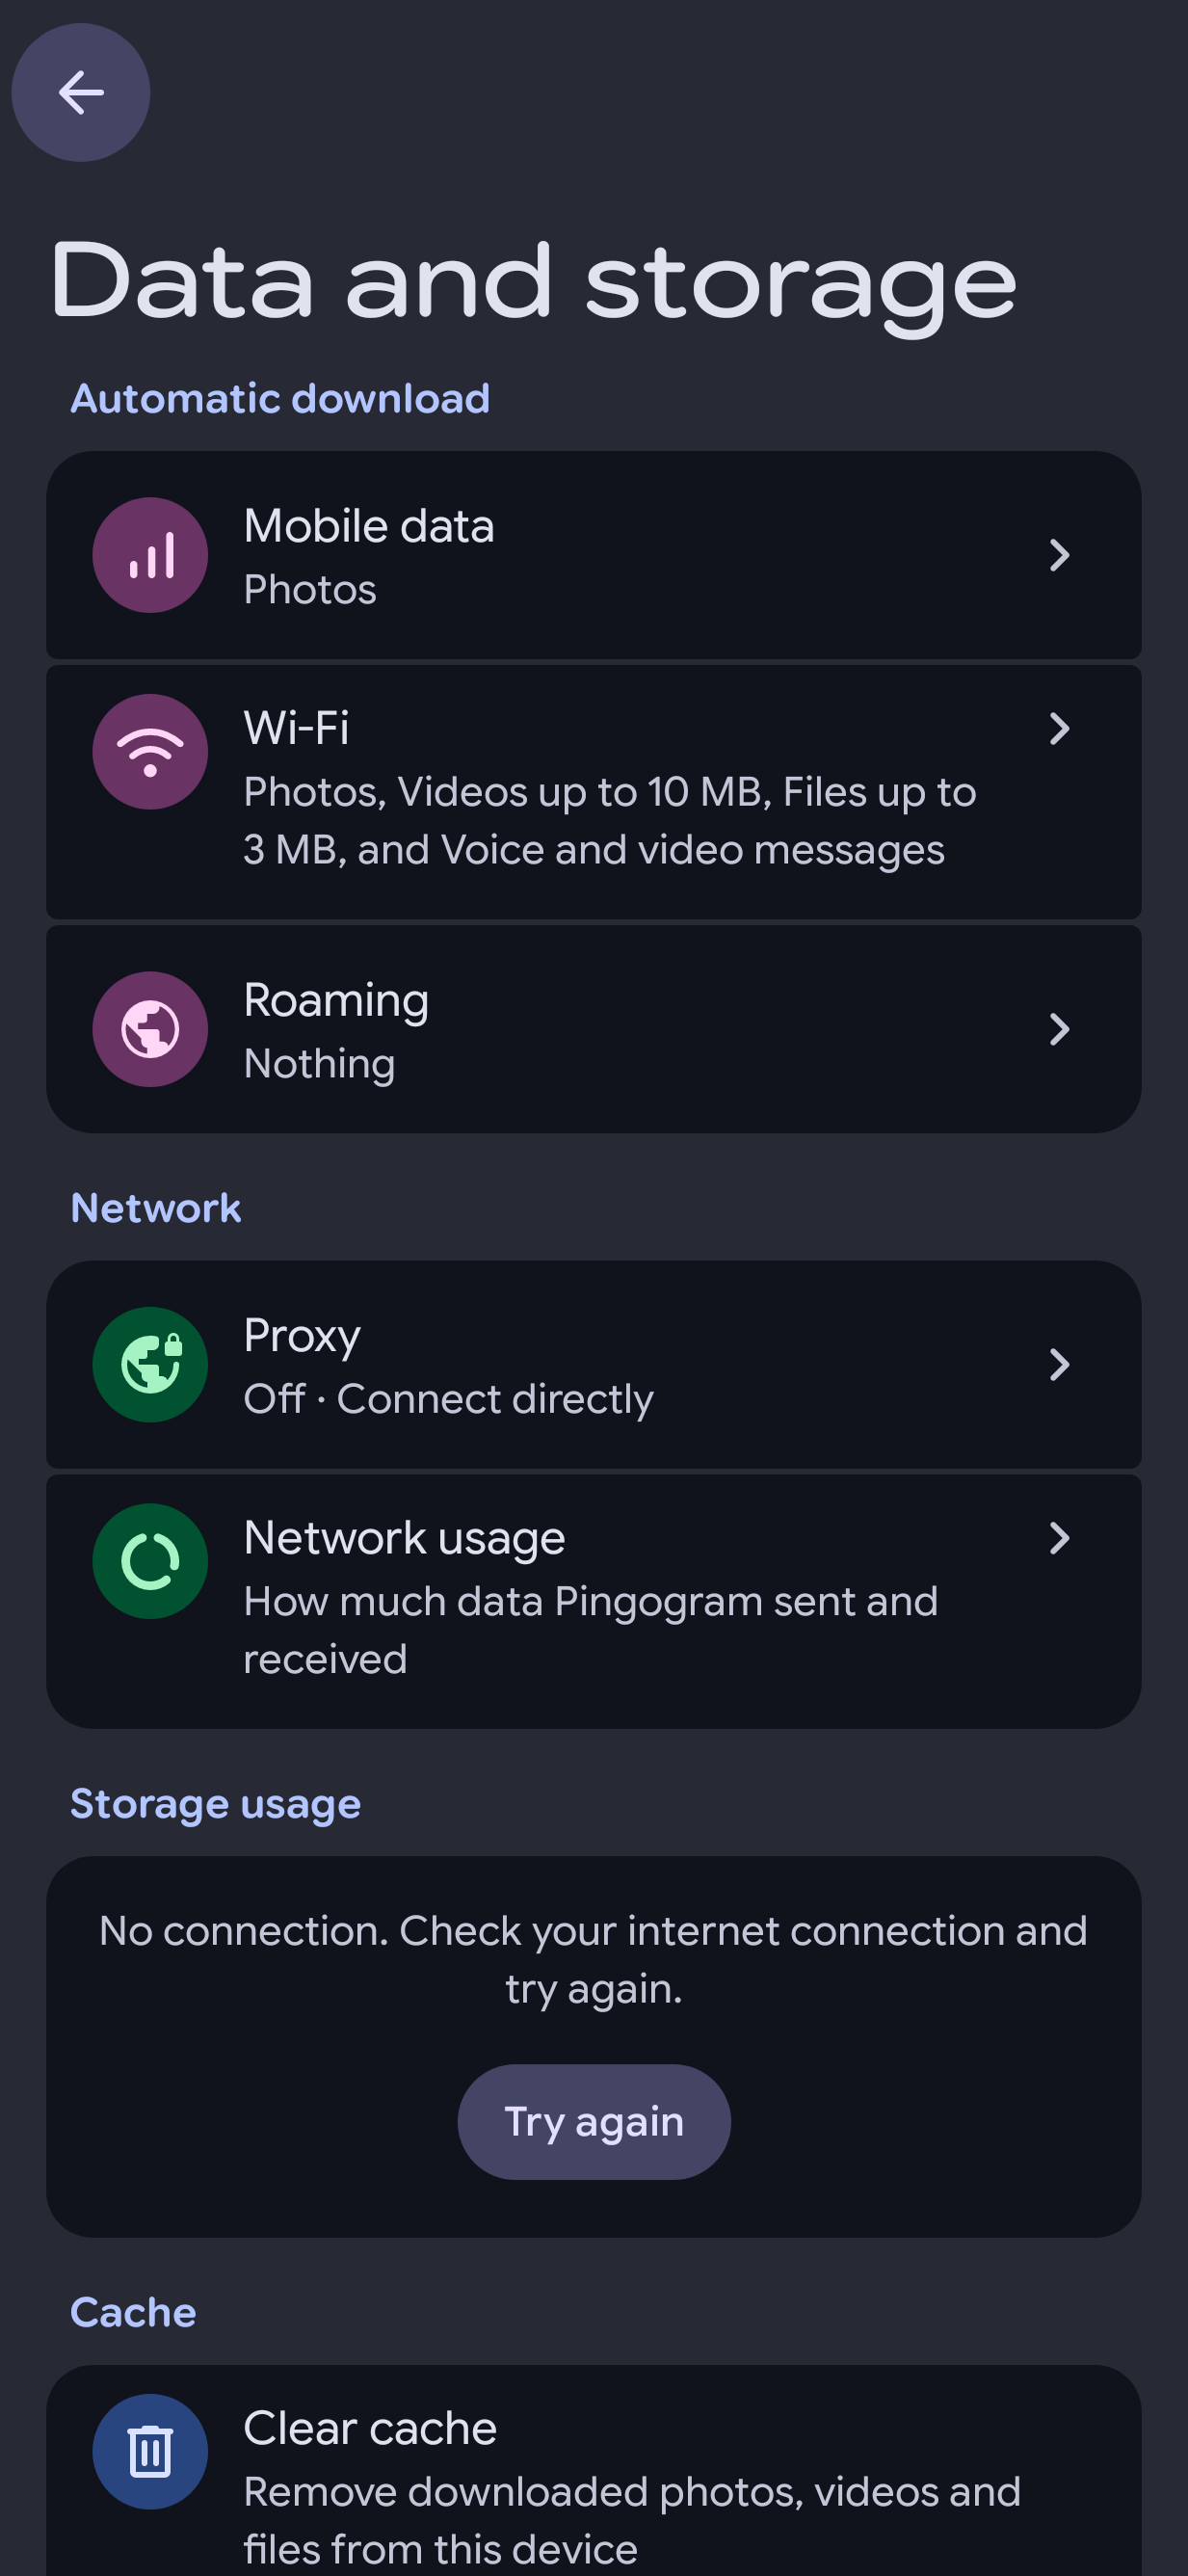 Data and storage
Automatic download
Mobile data
Photos
Wi-Fi
Photos, Videos up to 10 MB, Files up to
3 MB, and Voice and video messages
Roaming
Nothing
Network
Proxy
Off · Connect directly
Network usage
How much data Pingogram sent and
received
Storage usage
No connection. Check your internet connection and
try again.
Try again
Cache
Clear cache
Remove downloaded photos, videos and
files from this device